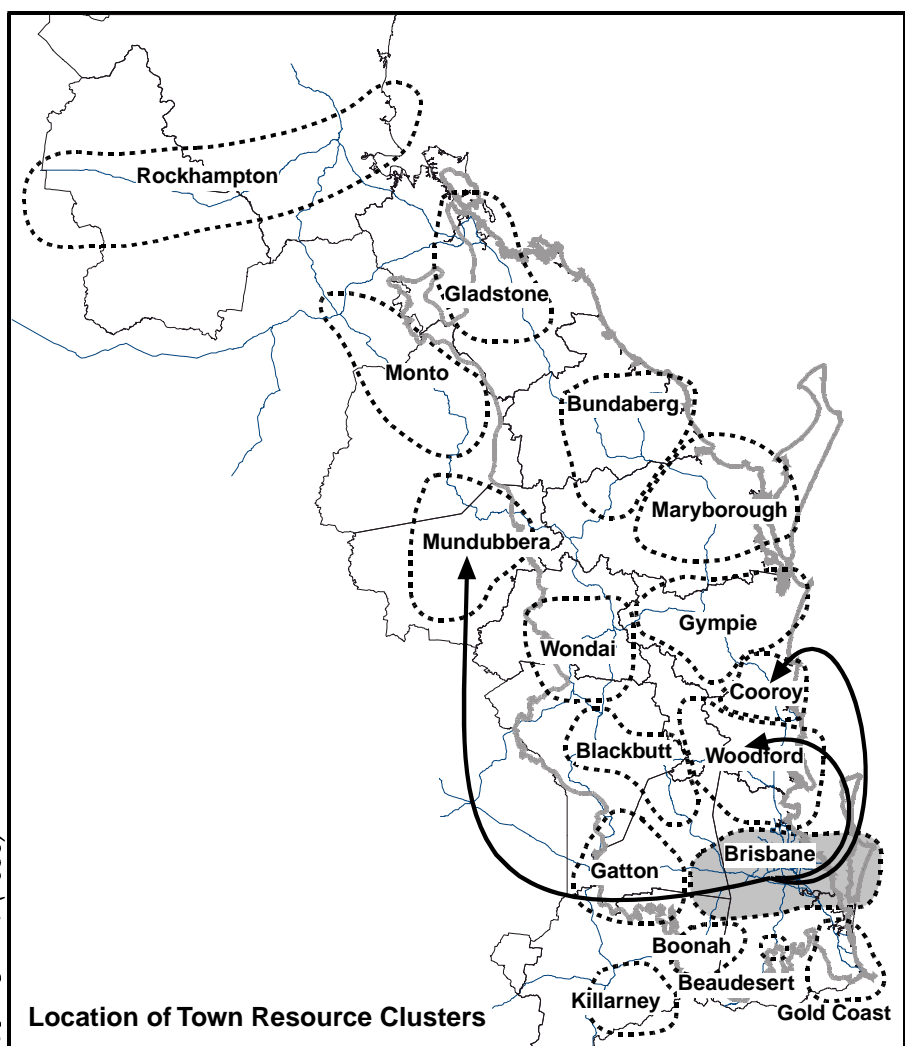 Rockhampton
Gladstone
Monto
Bundaberg
Maryborough
Mundubbera
Gympie
Wondai
Cooroy
Blackbutt
Woodford
Brisbane
Gatton
Boonah
Beaudesert
Killarney
Gold Coast
Location of Town Resource Clusters